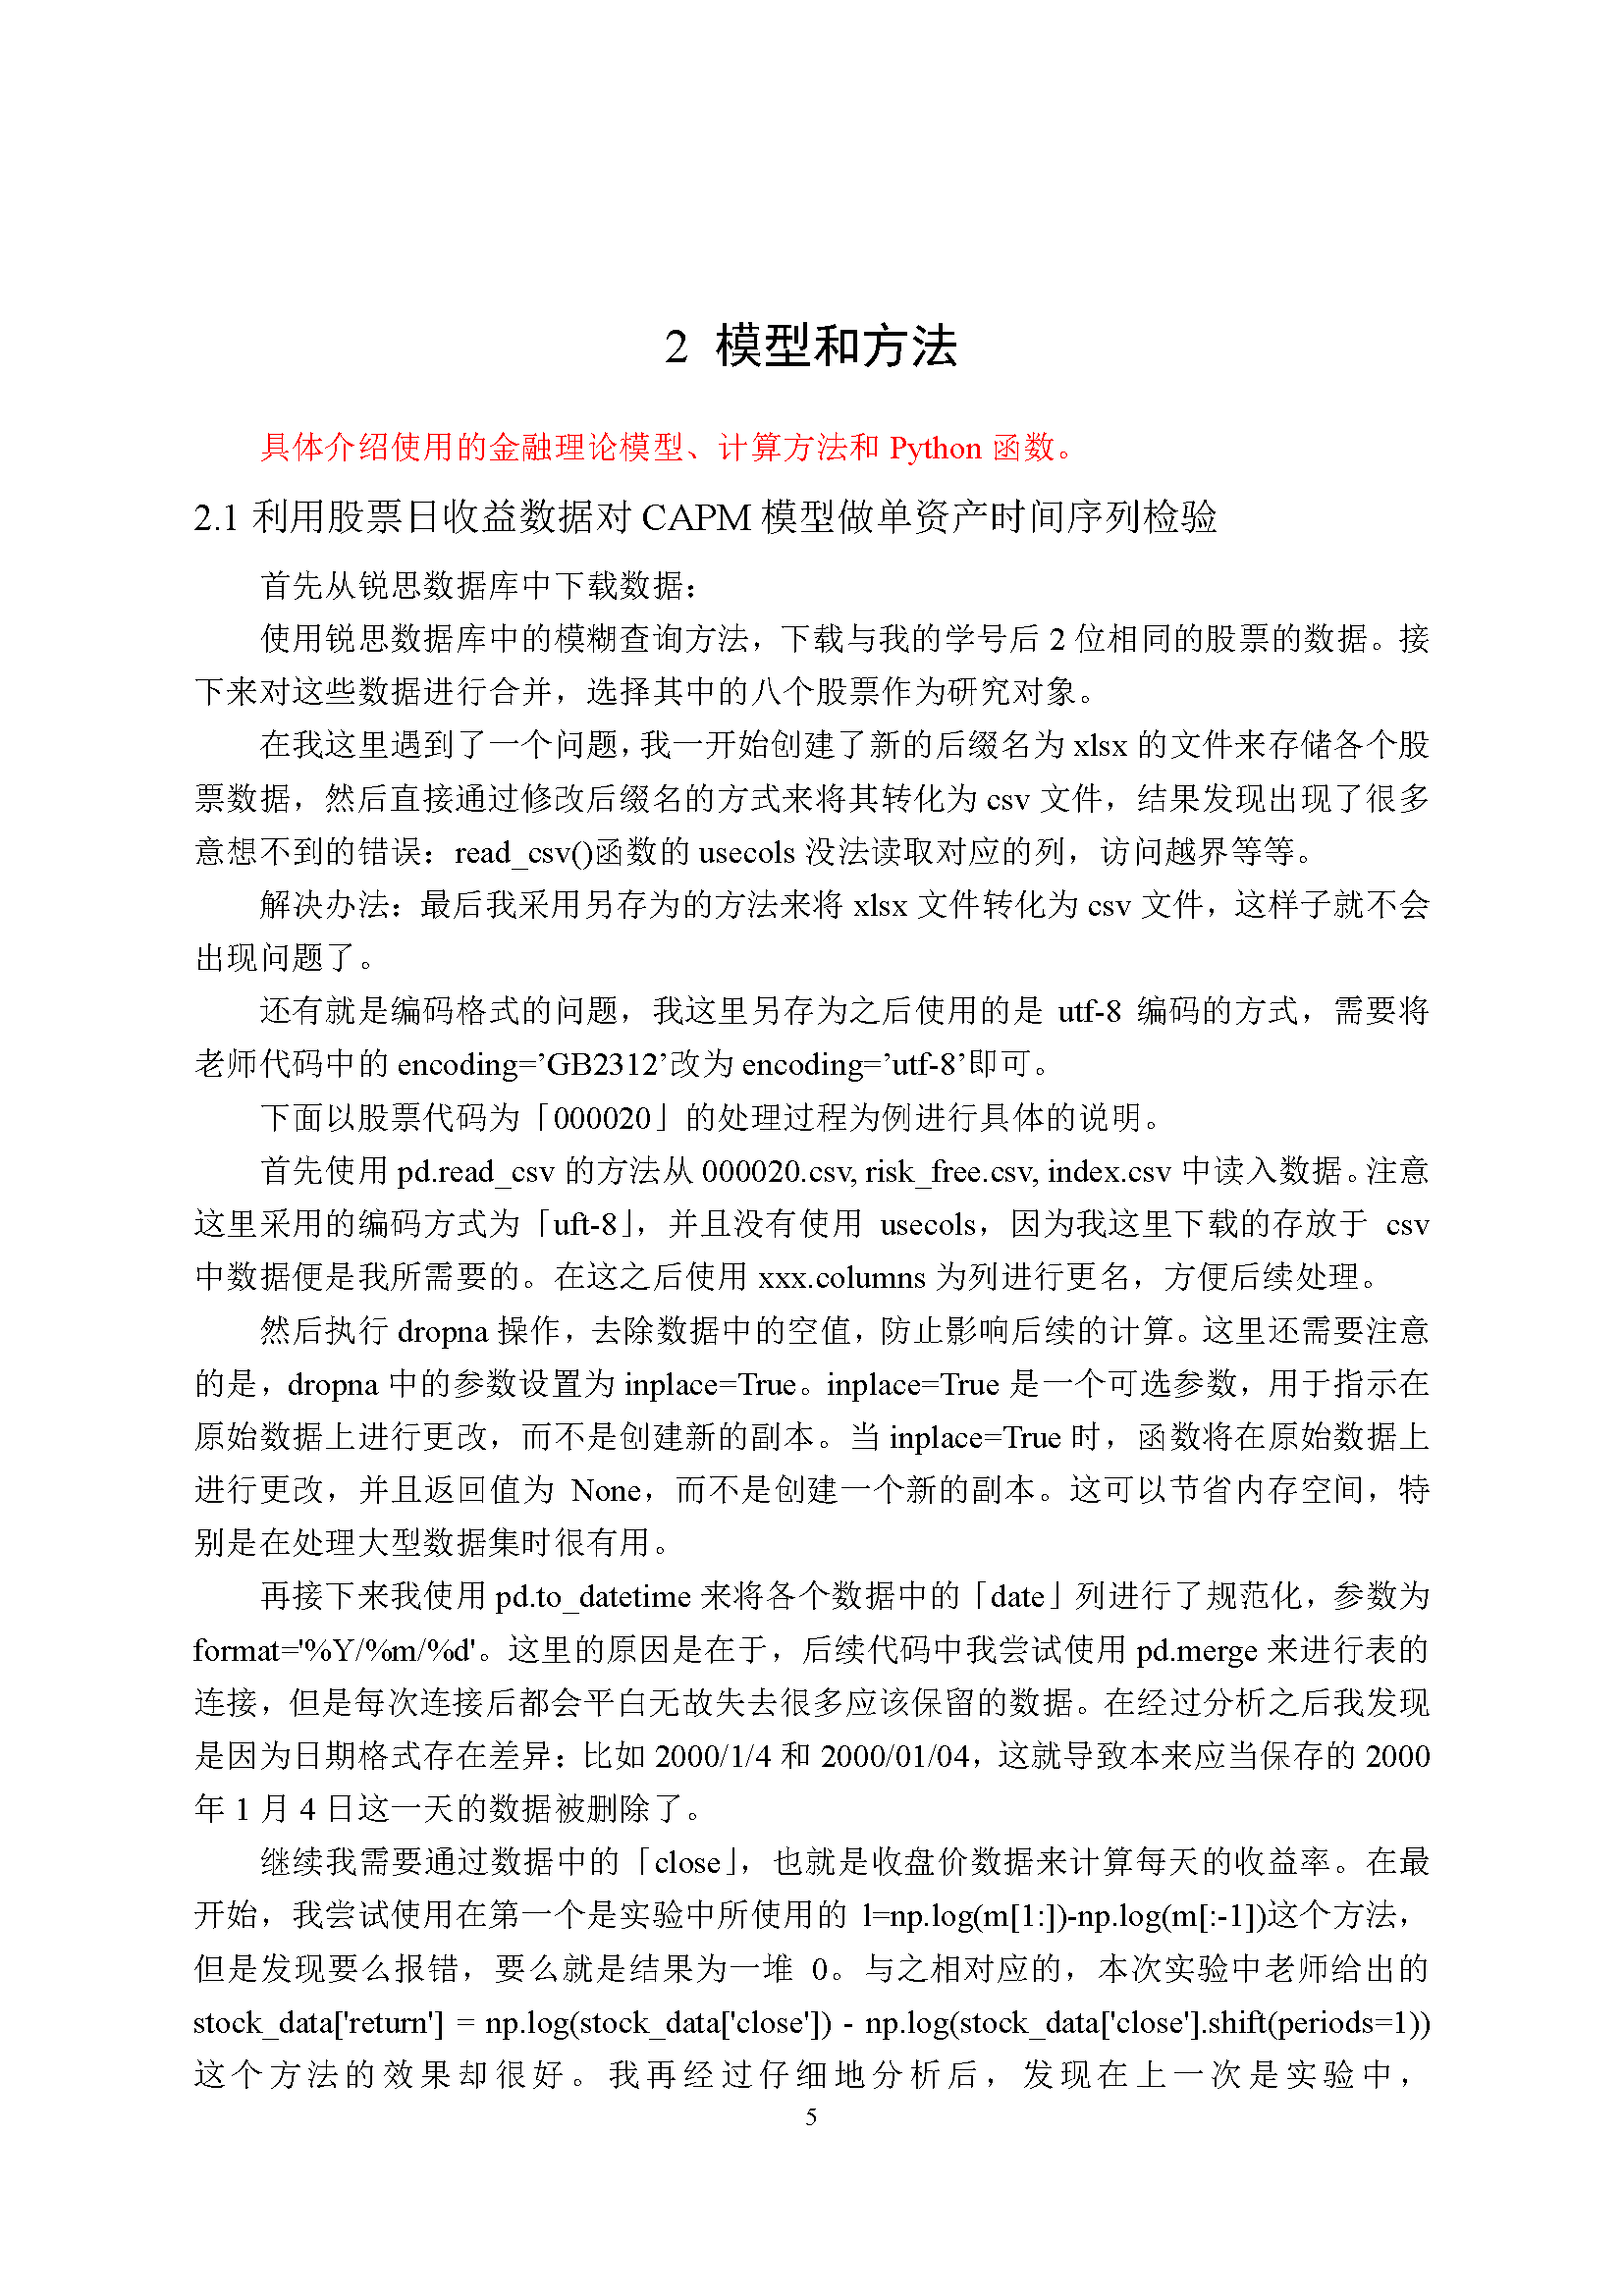 2 模型和方法
具体介绍使用的金融理论模型、计算方法和 Python 函数。
2.1 利用股票日收益数据对 CAPM 模型做单资产时间序列检验
首先从锐思数据库中下载数据：
使用锐思数据库中的模糊查询方法，下载与我的学号后 2 位相同的股票的数据。接
下来对这些数据进行合并，选择其中的八个股票作为研究对象。
在我这里遇到了一个问题，我一开始创建了新的后缀名为 xlsx 的文件来存储各个股
票数据，然后直接通过修改后缀名的方式来将其转化为 csv 文件，结果发现出现了很多
意想不到的错误：read_csv()函数的 usecols 没法读取对应的列，访问越界等等。
解决办法：最后我采用另存为的方法来将 xlsx 文件转化为 csv 文件，这样子就不会
出现问题了。
还有就是编码格式的问题，我这里另存为之后使用的是 utf-8 编码的方式，需要将
老师代码中的 encoding=’GB2312’改为 encoding=’utf-8’即可。
下面以股票代码为「000020」的处理过程为例进行具体的说明。
首先使用 pd.read_csv 的方法从 000020.csv, risk_free.csv, index.csv 中读入数据。注意
这里采用的编码方式为「uft-8」，并且没有使用 usecols，因为我这里下载的存放于 csv
中数据便是我所需要的。在这之后使用 xxx.columns 为列进行更名，方便后续处理。
然后执行 dropna 操作，去除数据中的空值，防止影响后续的计算。这里还需要注意
的是，dropna 中的参数设置为 inplace=True。inplace=True 是一个可选参数，用于指示在
原始数据上进行更改，而不是创建新的副本。当 inplace=True 时，函数将在原始数据上
进行更改，并且返回值为 None，而不是创建一个新的副本。这可以节省内存空间，特
别是在处理大型数据集时很有用。
再接下来我使用 pd.to_datetime 来将各个数据中的「date」列进行了规范化，参数为
format='%Y/%m/%d'。这里的原因是在于，后续代码中我尝试使用 pd.merge 来进行表的
连接，但是每次连接后都会平白无故失去很多应该保留的数据。在经过分析之后我发现
是因为日期格式存在差异：比如 2000/1/4 和 2000/01/04，这就导致本来应当保存的 2000
年 1 月 4 日这一天的数据被删除了。
继续我需要通过数据中的「close」，也就是收盘价数据来计算每天的收益率。在最
开始，我尝试使用在第一个是实验中所使用的 l=np.log(m[1:])-np.log(m[:-1])这个方法，
但是发现要么报错，要么就是结果为一堆 0。与之相对应的，本次实验中老师给出的
stock_data['return'] = np.log(stock_data['close']) - np.log(stock_data['close'].shift(periods=1))
这个方法的效果却很好。我再经过仔细地分析后，发现在上一次是实验中，
5